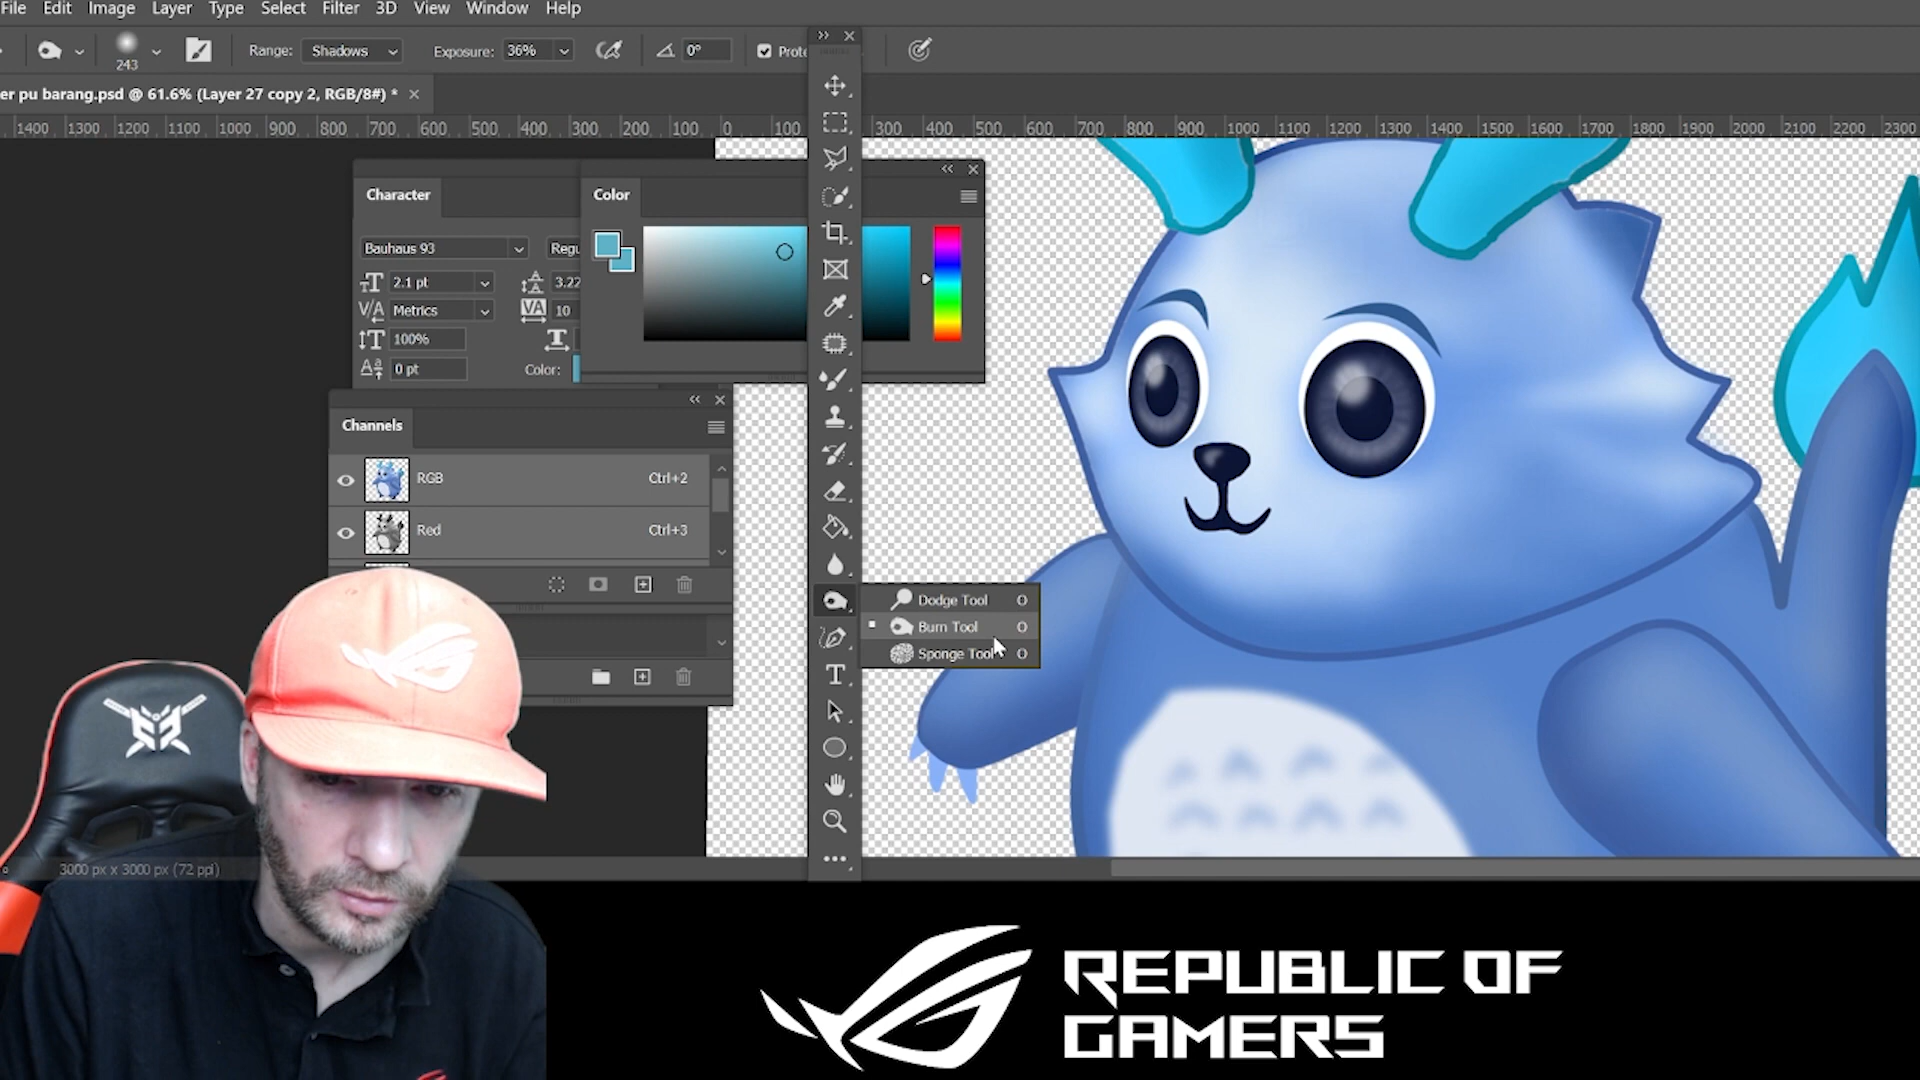 File Edit Image Layer Type Select Filter 3D View Window Help
243 Range: Shadows Exposure: 36% 0° Prote
er pu barang.psd @ 61.6% (Layer 27 copy 2, RGB/8#) *
1400 1300 1200 1100 1000 900 800 700 600 500 400 300 200 100 0 100 300 400 500 600 700 800 900 1000 1100 1200 1300 1400 1500 1600 1700 1800 1900 2000 2100 2200 2300
Character
Color
Bauhaus 93 Regu
2.1 pt 3.22
Metrics 10
100%
0 pt Color:
Channels
RGB Ctrl+2
Red Ctrl+3
Dodge Tool O
Burn Tool O
Sponge Tool O
3000 px x 3000 px (72 ppi)
REPUBLIC OF
GAMERS